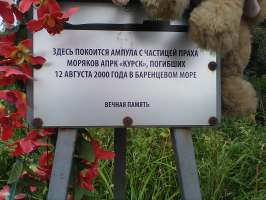 ЗДЕСЬ ПОКОИТСЯ АМПУЛА С ЧАСТИЦЕЙ ПРАХА
МОРЯКОВ АПРК «КУРСК», ПОГИБШИХ
12 АВГУСТА 2000 ГОДА В БАРЕНЦЕВОМ МОРЕ
ВЕЧНАЯ ПАМЯТЬ